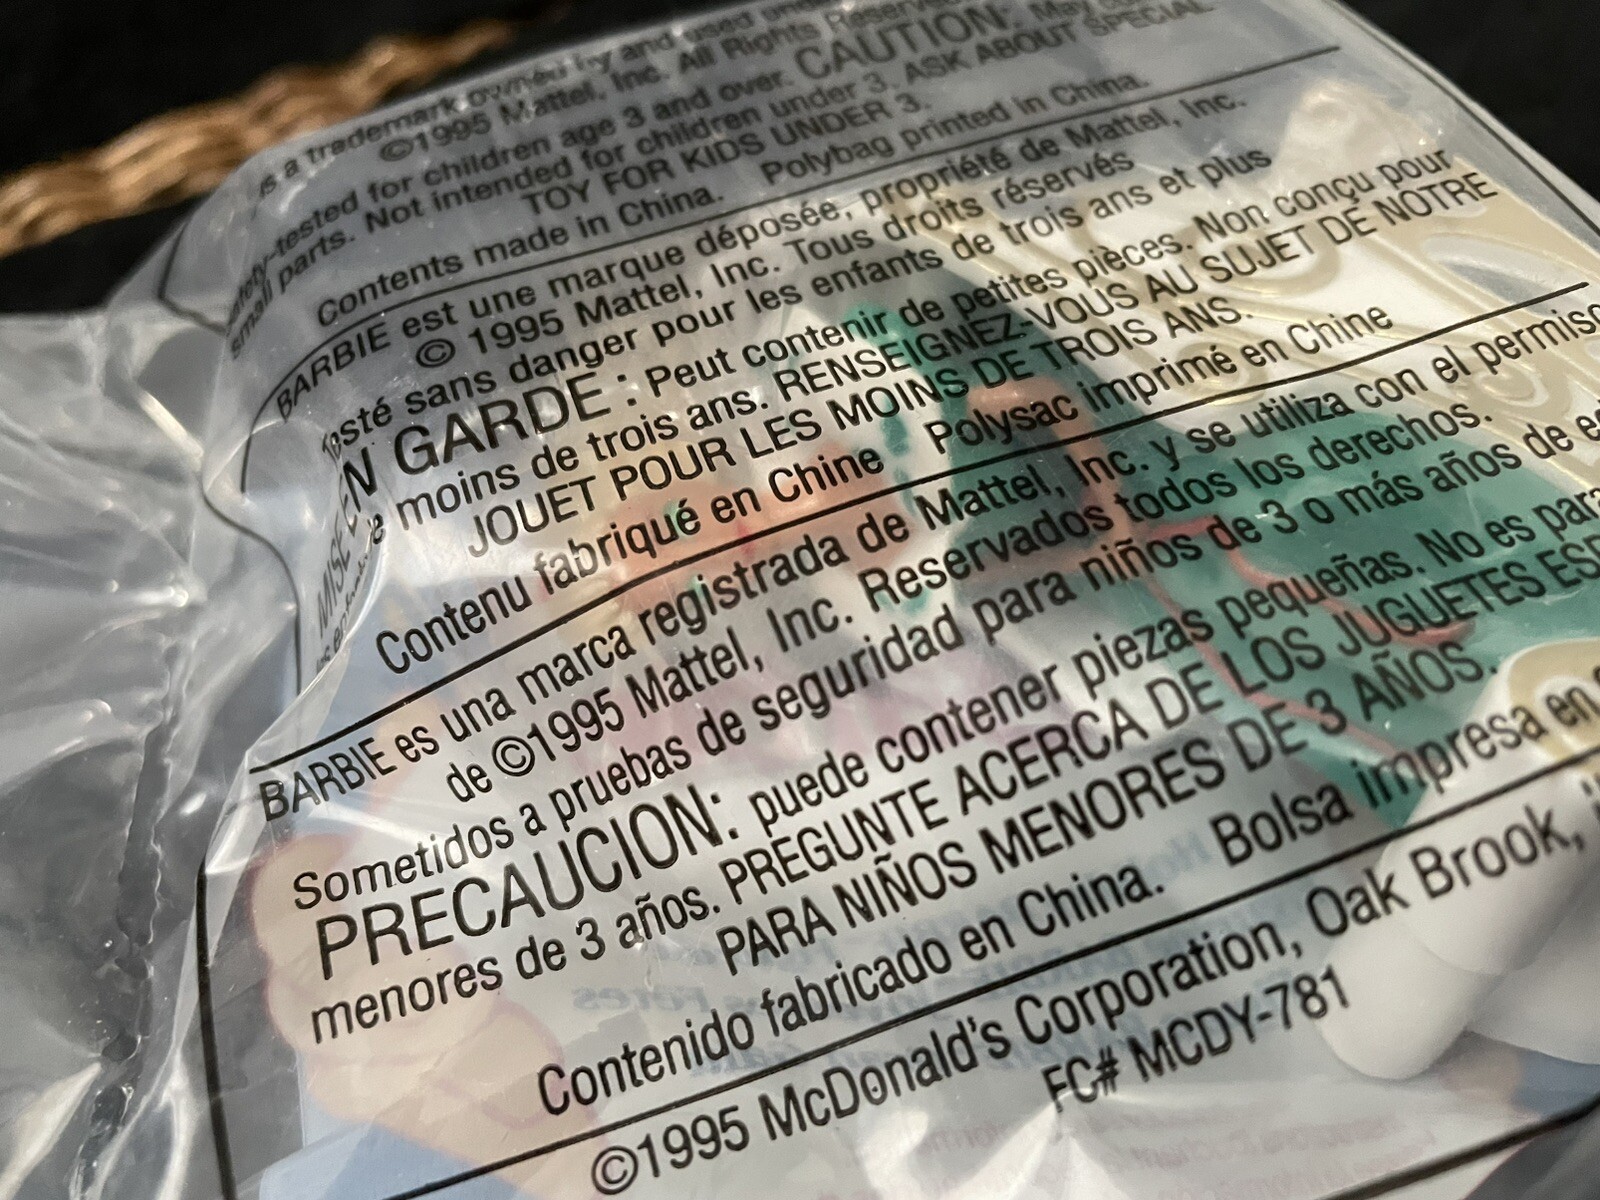 is a trademark owned by and used
©1995 Mattel, Inc. All Rights Reserved
safety-tested for children age 3 and over. CAUTION: May
small parts. Not intended for children under 3. ASK ABOUT SPECIAL
TOY FOR KIDS UNDER 3.
Contents made in China. Polybag printed in China.
BARBIE est une marque déposée, propriété de Mattel, Inc.
© 1995 Mattel, Inc. Tous droits réservés
Testé sans danger pour les enfants de trois ans et plus
MISE EN GARDE : Peut contenir de petites pièces. Non conçu pour
moins de trois ans. RENSEIGNEZ-VOUS AU SUJET DE NOTRE
JOUET POUR LES MOINS DE TROIS ANS.
Contenu fabriqué en Chine Polysac imprimé en Chine
BARBIE es una marca registrada de Mattel, Inc. y se utiliza con el permiso
de ©1995 Mattel, Inc. Reservados todos los derechos.
Sometidos a pruebas de seguridad para niños de 3 o más años de
PRECAUCION: puede contener piezas pequeñas. No es para
menores de 3 años. PREGUNTE ACERCA DE LOS JUGUETES
PARA NIÑOS MENORES DE 3 AÑOS.
Contenido fabricado en China. Bolsa impresa en
©1995 McDonald's Corporation, Oak Brook,
FC# MCDY-781